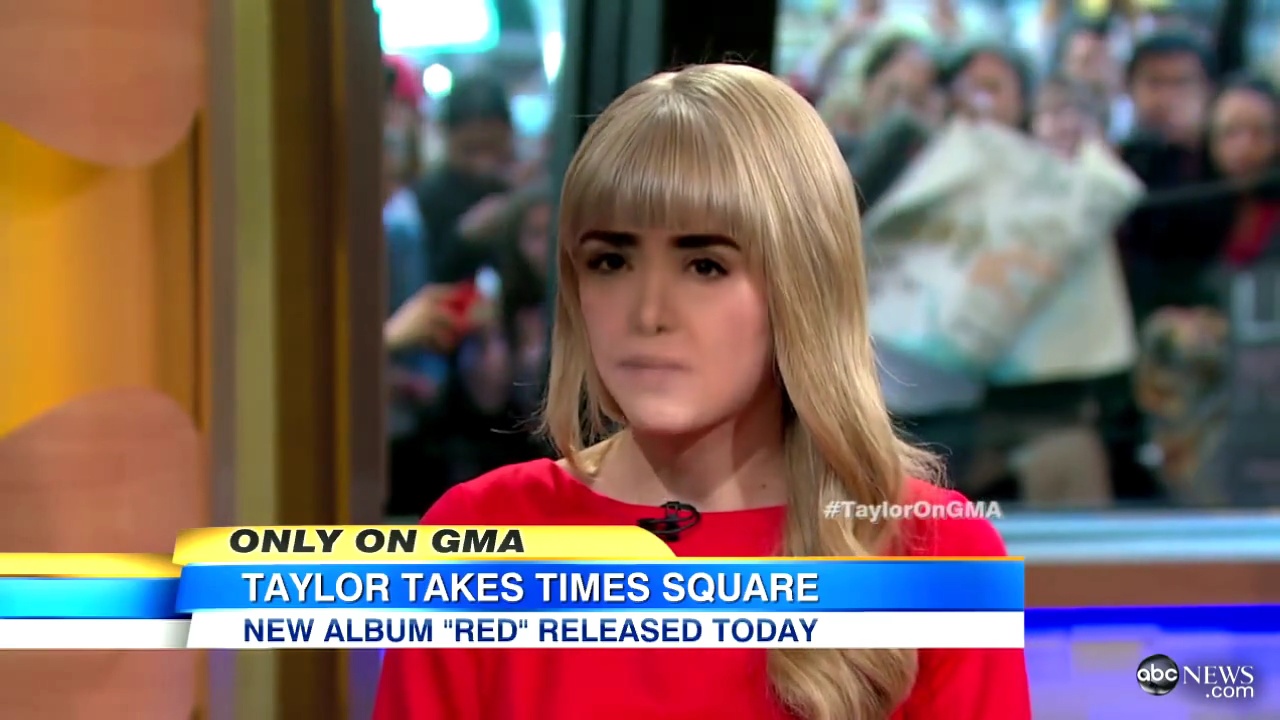 #TaylorOnGMA
ONLY ON GMA
TAYLOR TAKES TIMES SQUARE
NEW ALBUM "RED" RELEASED TODAY
abc NEWS
.com